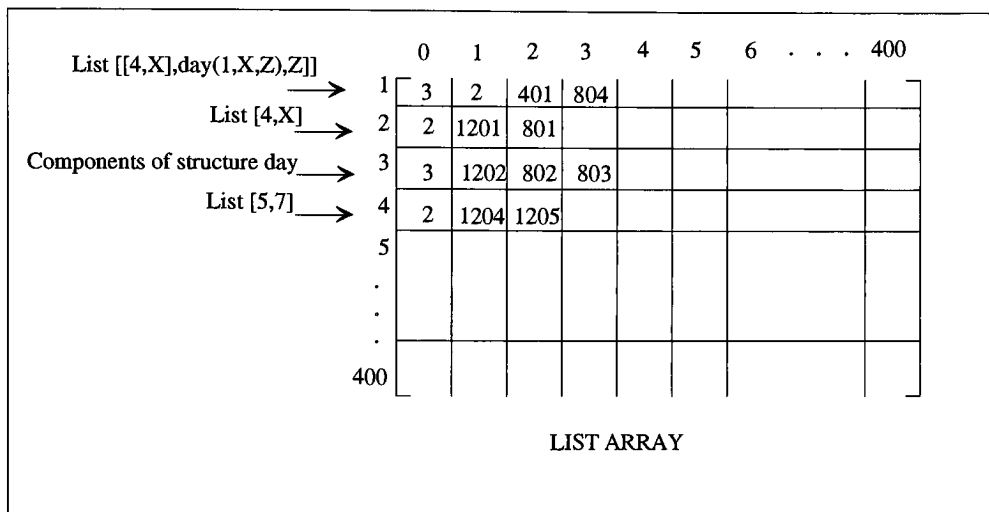 0 1 2 3 4 5 6 . . . 400
List [[4,X],day(1,X,Z),Z]]
1 3 2 401 804
List [4,X]
2 2 1201 801
Components of structure day
3 3 1202 802 803
List [5,7]
4 2 1204 1205
5
.
.
.
400
LIST ARRAY